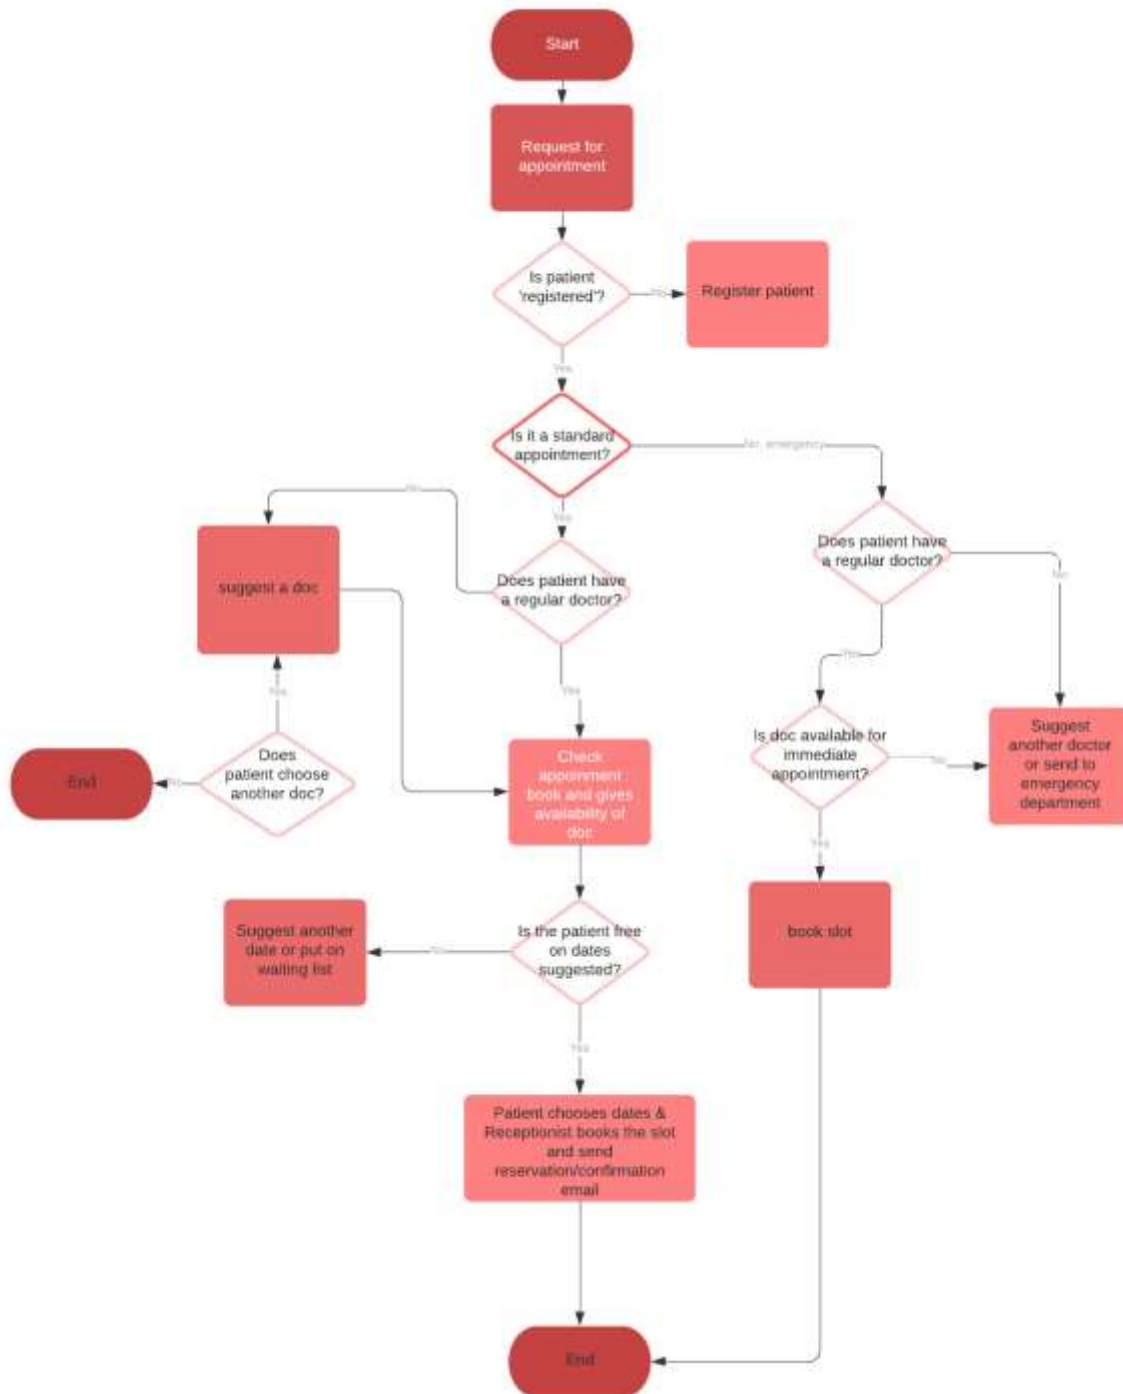 Start
Request for
appointment
Is patient
'registered'?
No
Register patient
Yes
Is it a standard
appointment?
No, emergency
Yes
No
Does patient have
a regular doctor?
No
suggest a doc
Does patient have
a regular doctor?
Yes
Yes
Yes
Suggest
another doctor
or send to
emergency
department
Is doc available for
immediate
appointment?
No
Check
appoinment
book and gives
availability of
doc
Does
patient choose
another doc?
No
End
Yes
book slot
Suggest another
date or put on
waiting list
No
Is the patient free
on dates
suggested?
Yes
Patient chooses dates &
Receptionist books the slot
and send
reservation/confirmation
email
End